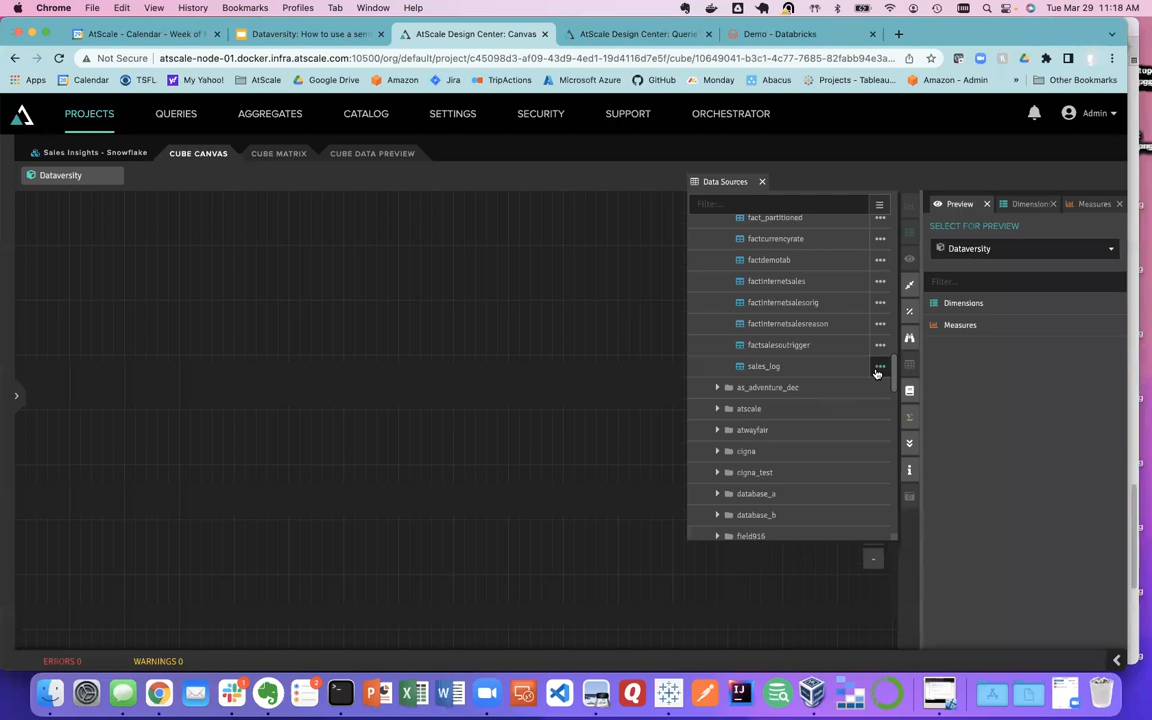 Chrome File Edit View History Bookmarks Profiles Tab Window Help
Tue Mar 29 11:18 AM
AtScale - Calendar - Week of
Dataversity: How to use a sem
AtScale Design Center: Canvas
AtScale Design Center: Querie
Demo - Databricks
Not Secure
atscale-node-01.docker.infra.atscale.com:10500/org/default/project/c45098d3-af09-43d9-4ed1-19d4116d7e5f/cube/10649041-b3c1-4c77-7685-82fabb94e3a...
Apps Calendar TSFL My Yahoo! AtScale Google Drive Amazon Jira TripActions Microsoft Azure GitHub Monday Abacus Projects - Tableau... Amazon - Admin » Other Bookmarks
PROJECTS QUERIES AGGREGATES CATALOG SETTINGS SECURITY SUPPORT ORCHESTRATOR Admin
Sales Insights - Snowflake CUBE CANVAS CUBE MATRIX CUBE DATA PREVIEW
Dataversity
Data Sources
Filter...
fact_partitioned
factcurrencyrate
factdemotab
factinternetsales
factinternetsalesorig
factinternetsalesreason
factsalesoutrigger
sales_log
as_adventure_dec
atscale
atwayfair
cigna
cigna_test
database_a
database_b
field916
-
Preview Dimension Measures
SELECT FOR PREVIEW
Dataversity
Filter...
Dimensions
Measures
ERRORS 0 WARNINGS 0